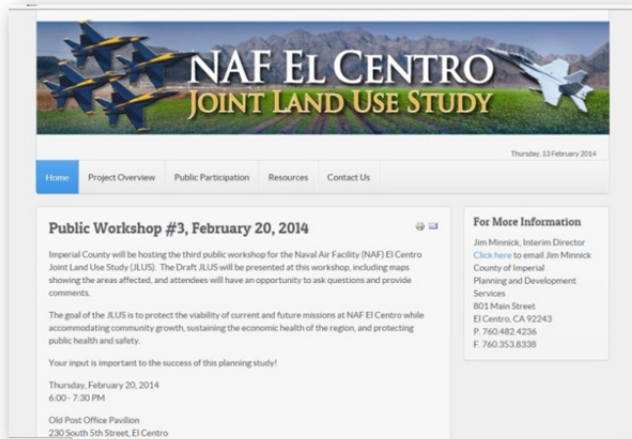 NAF EL CENTRO
JOINT LAND USE STUDY
Thursday, 13 February 2014
Home
Project Overview
Public Participation
Resources
Contact Us
Public Workshop #3, February 20, 2014
Imperial County will be hosting the third public workshop for the Naval Air Facility (NAF) El Centro
Joint Land Use Study (JLUS). The Draft JLUS will be presented at this workshop, including maps
showing the areas affected, and attendees will have an opportunity to ask questions and provide
comments.
The goal of the JLUS is to protect the viability of current and future missions at NAF El Centro while
accommodating community growth, sustaining the economic health of the region, and protecting
public health and safety.
Your input is important to the success of this planning study!
Thursday, February 20, 2014
6:00 - 7:30 PM
Old Post Office Pavilion
230 South 5th Street, El Centro
For More Information
Jim Minnick, Interim Director
Click here to email Jim Minnick
County of Imperial
Planning and Development
Services
801 Main Street
El Centro, CA 92243
P. 760.482.4236
F. 760.353.8338